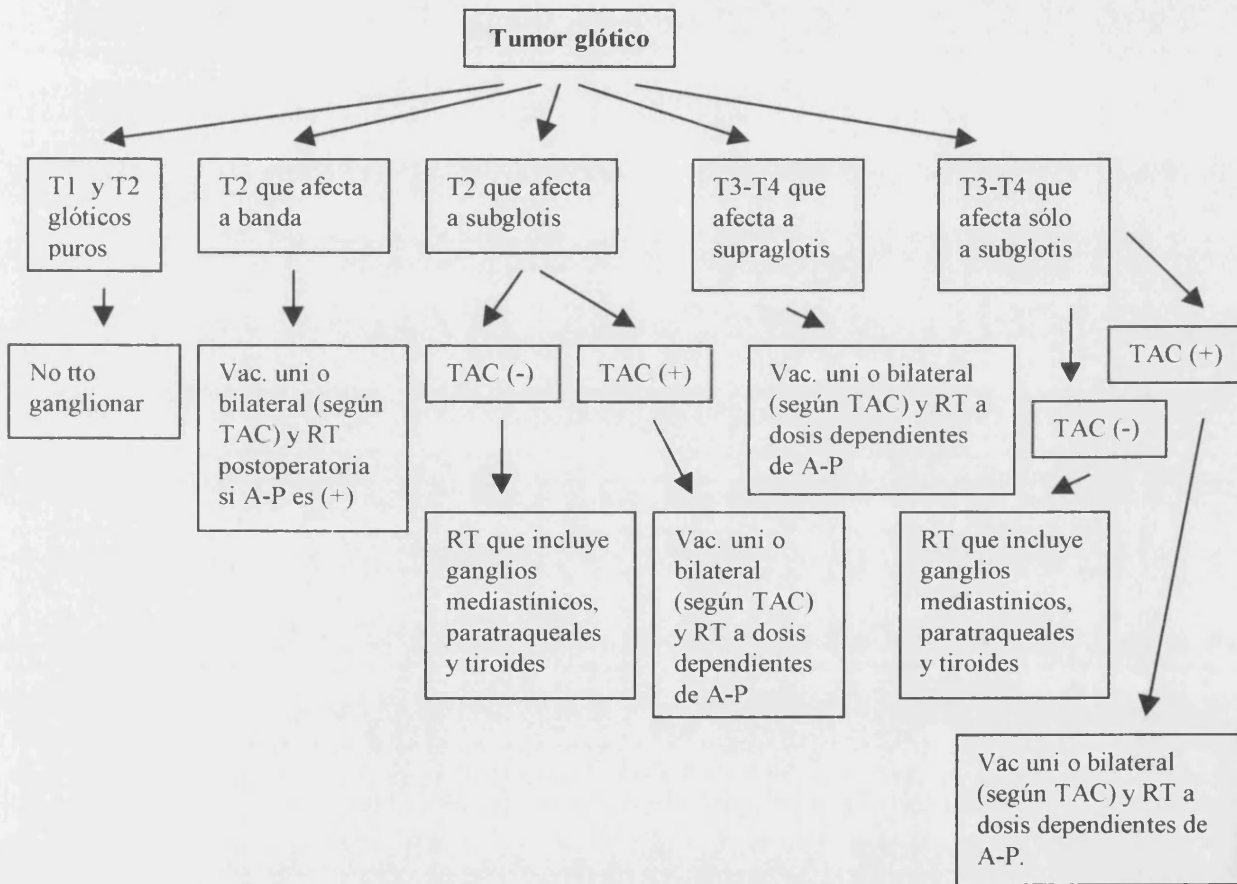 Tumor glótico
T1 y T2
glóticos
puros
T2 que afecta
a banda
T2 que afecta
a subglotis
T3-T4 que
afecta a
supraglotis
T3-T4 que
afecta sólo
a subglotis
No tto
ganglionar
Vac. uni o
bilateral (según
TAC) y RT
postoperatoria
si A-P es (+)
TAC (-)
TAC (+)
Vac. uni o bilateral
(según TAC) y RT a
dosis dependientes
de A-P
TAC (+)
TAC (-)
RT que incluye
ganglios
mediastínicos,
paratraqueales
y tiroides
Vac. uni o
bilateral
(según TAC)
y RT a dosis
dependientes
de A-P
RT que incluye
ganglios
mediastinicos,
paratraqueales
y tiroides
Vac uni o bilateral
(según TAC) y RT a
dosis dependientes de
A-P.